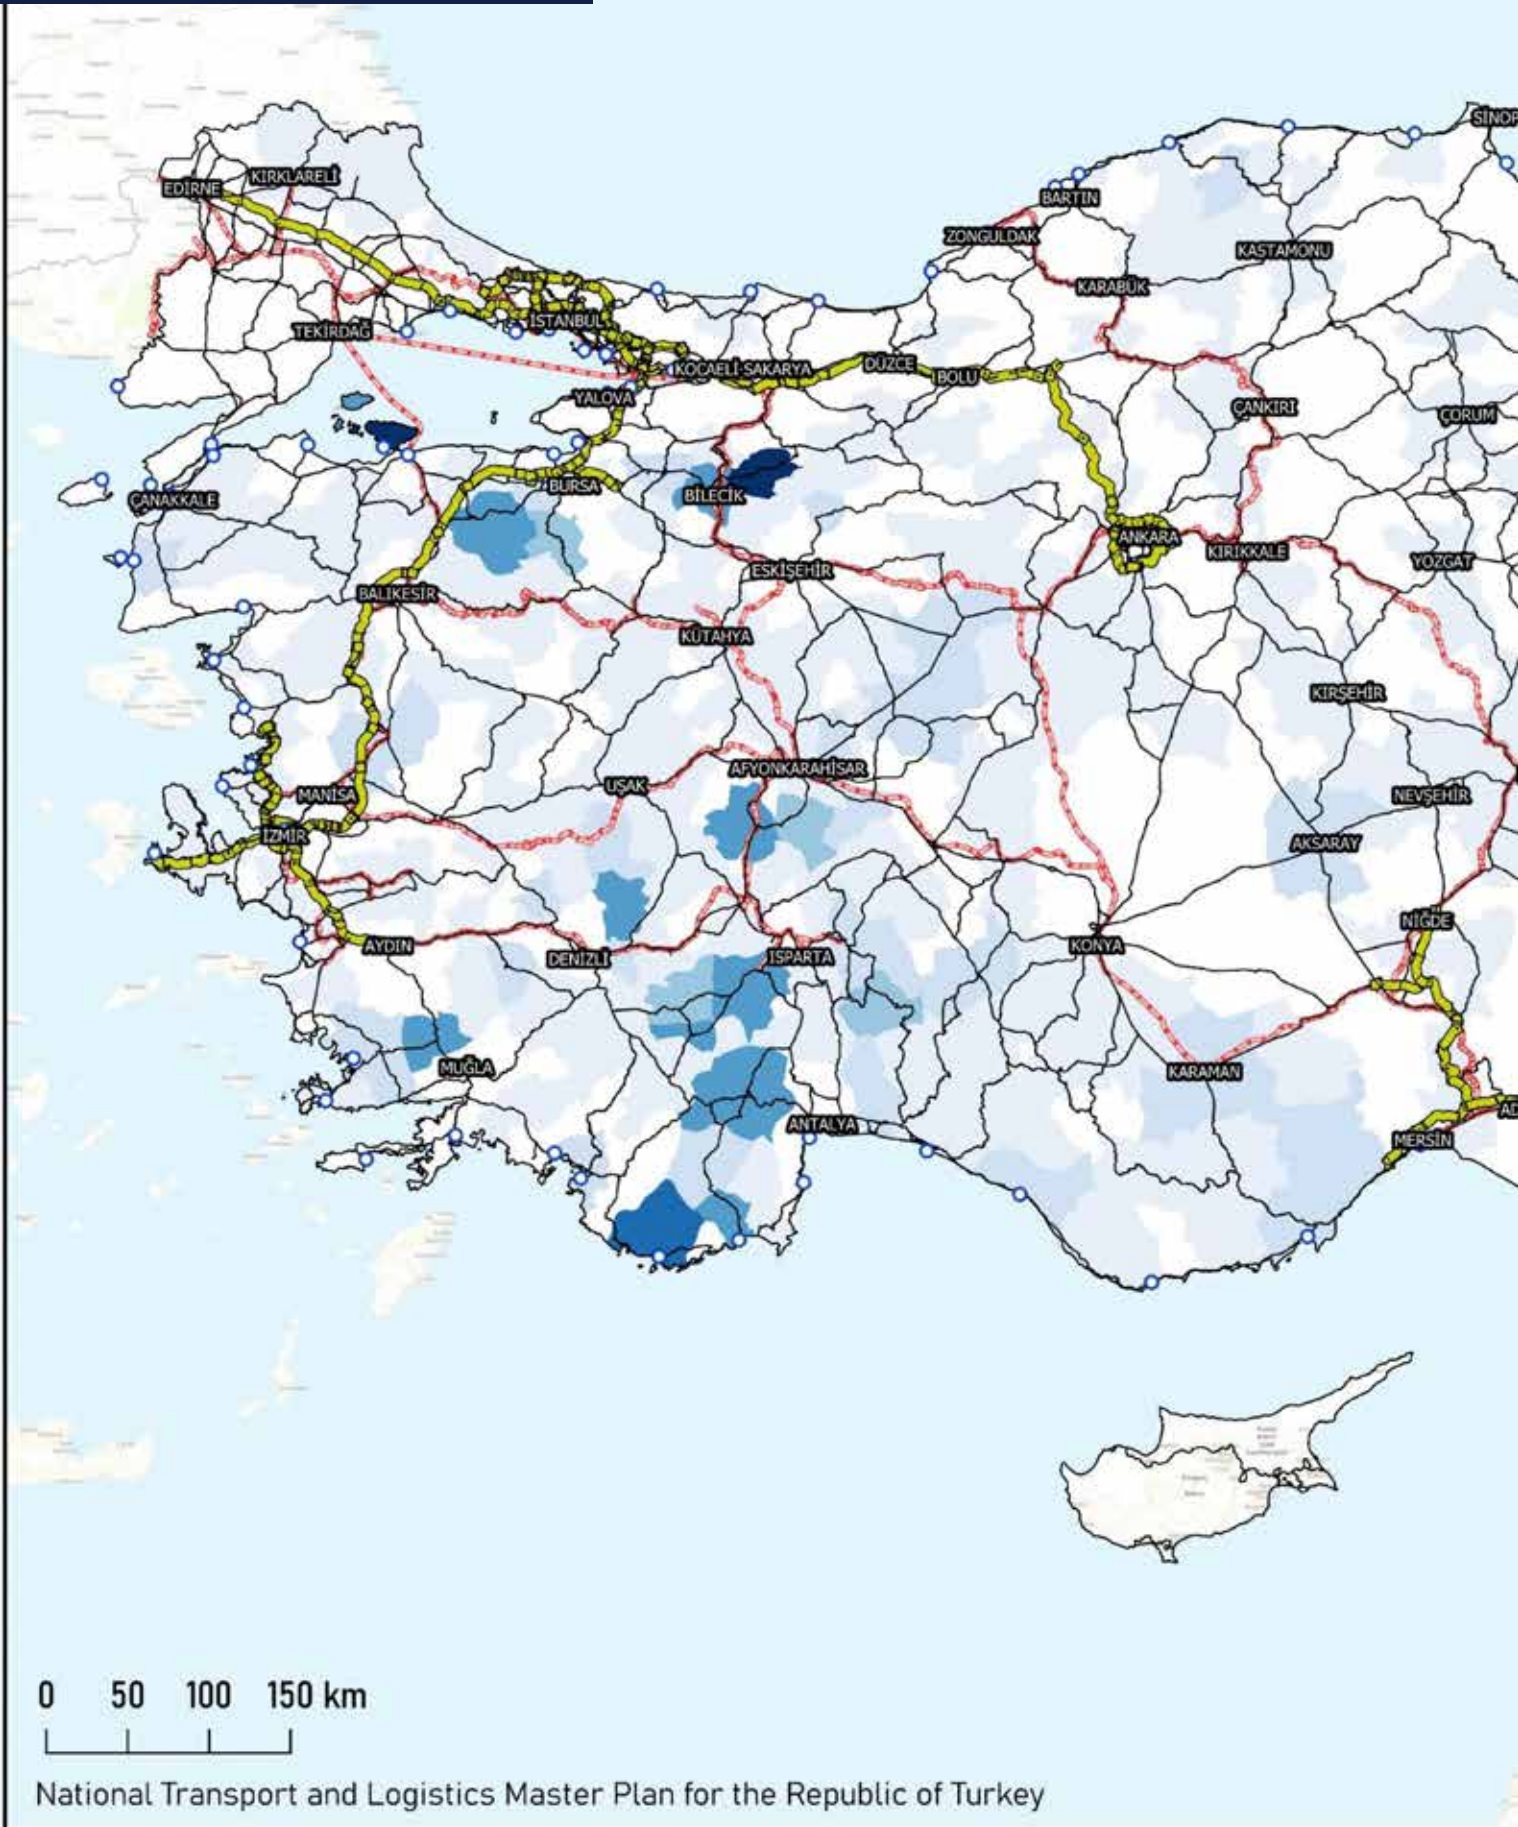 SİNOP
KIRKLARELİ
EDİRNE
BARTIN
ZONGULDAK
KASTAMONU
KARABÜK
İSTANBUL
TEKİRDAĞ
KOCAELİ SAKARYA
DÜZCE
BOLU
YALOVA
ÇANKIRI
ÇORUM
BURSA
BİLECİK
ÇANAKKALE
ANKARA
KIRIKKALE
YOZGAT
ESKİŞEHİR
BALIKESİR
KÜTAHYA
KIRŞEHİR
AFYONKARAHİSAR
UŞAK
MANİSA
NEVŞEHİR
İZMİR
AKSARAY
NİĞDE
AYDIN
KONYA
DENİZLİ
ISPARTA
MUĞLA
KARAMAN
AD
ANTALYA
MERSİN
0 50 100 150 km
National Transport and Logistics Master Plan for the Republic of Turkey